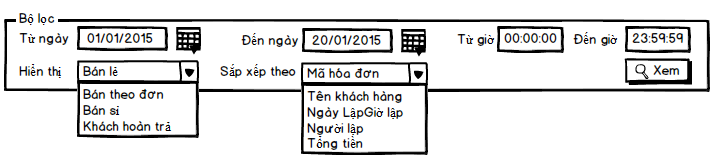 Bộ lọc
Từ ngày 01/01/2015 Đến ngày 20/01/2015 Từ giờ 00:00:00 Đến giờ 23:59:59
Hiển thị Bán lẻ Sắp xếp theo Mã hóa đơn Xem
Bán theo đơn
Bán sỉ
Khách hoàn trả
Tên khách hàng
Ngày LậpGiờ lập
Người lập
Tổng tiền